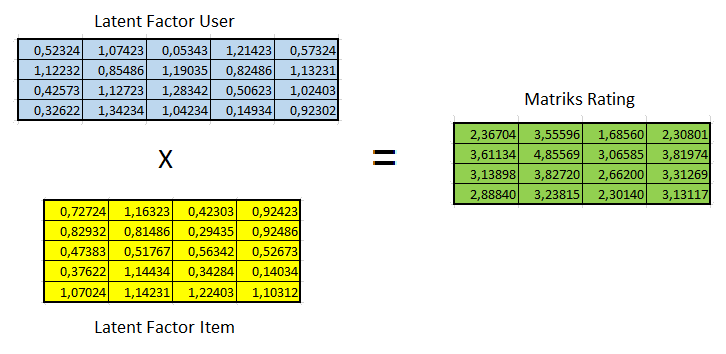 Latent Factor User
0,52324 1,07423 0,05343 1,21423 0,57324
1,12232 0,85486 1,19035 0,82486 1,13231
0,42573 1,12723 1,28342 0,50623 1,02403
0,32622 1,34234 1,04234 0,14934 0,92302
X
0,72724 1,16323 0,42303 0,92423
0,82932 0,81486 0,29435 0,92486
0,47383 0,51767 0,56342 0,52673
0,37622 1,14434 0,34284 0,14034
1,07024 1,14231 1,22403 1,10312
Latent Factor Item
=
Matriks Rating
2,36704 3,55596 1,68560 2,30801
3,61134 4,85569 3,06585 3,81974
3,13898 3,82720 2,66200 3,31269
2,88840 3,23815 2,30140 3,13117